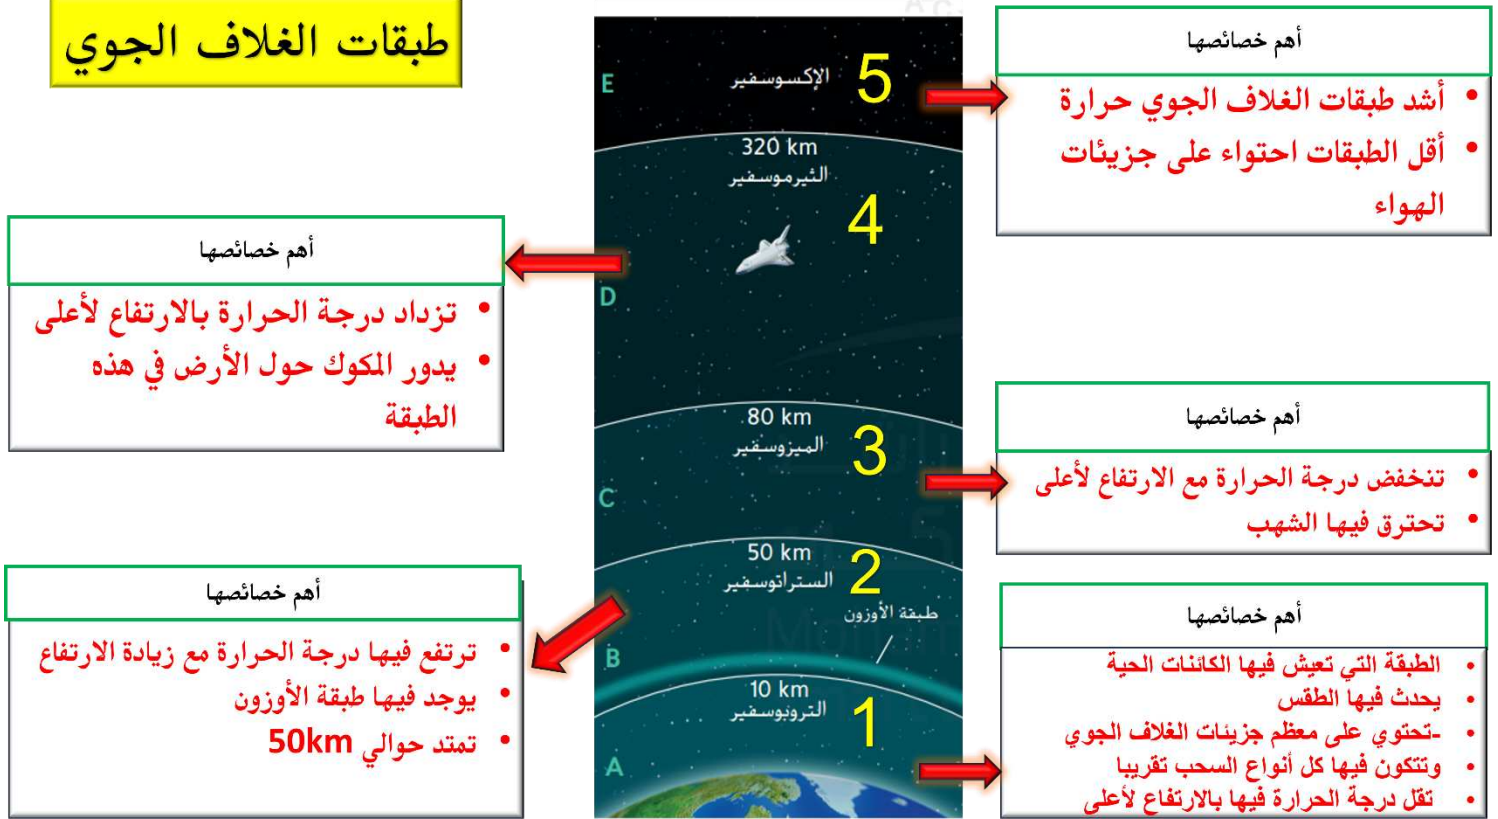 طبقات الغلاف الجوي
أهم خصائصها
• أشد طبقات الغلاف الجوي حرارة
• أقل الطبقات احتواء على جزيئات
الهواء
E
الإكسوسفير
5
320 km
الثيرموسفير
4
D
أهم خصائصها
• تزداد درجة الحرارة بالارتفاع لأعلى
• يدور المكوك حول الأرض في هذه
الطبقة
80 km
الميزوسفير
3
C
أهم خصائصها
• تنخفض درجة الحرارة مع الارتفاع لأعلى
• تحترق فيها الشهب
50 km
الستراتوسفير
2
طبقة الأوزون
B
أهم خصائصها
• ترتفع فيها درجة الحرارة مع زيادة الارتفاع
• يوجد فيها طبقة الأوزون
• تمتد حوالي 50km
10 km
التروبوسفير
1
A
أهم خصائصها
• الطبقة التي تعيش فيها الكائنات الحية
• يحدث فيها الطقس
• -تحتوي على معظم جزيئات الغلاف الجوي
• وتتكون فيها كل أنواع السحب تقريبا
• تقل درجة الحرارة فيها بالارتفاع لأعلى